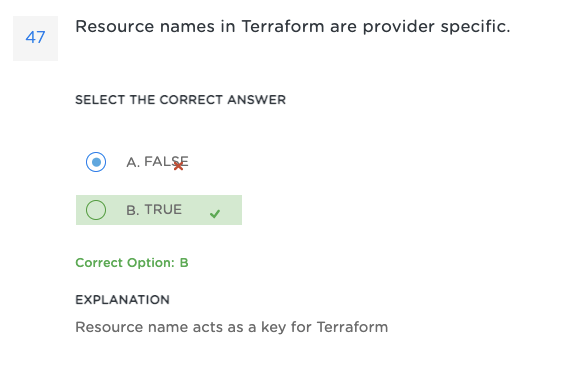 47
Resource names in Terraform are provider specific.
SELECT THE CORRECT ANSWER
A. FALSE
B. TRUE
Correct Option: B
EXPLANATION
Resource name acts as a key for Terraform